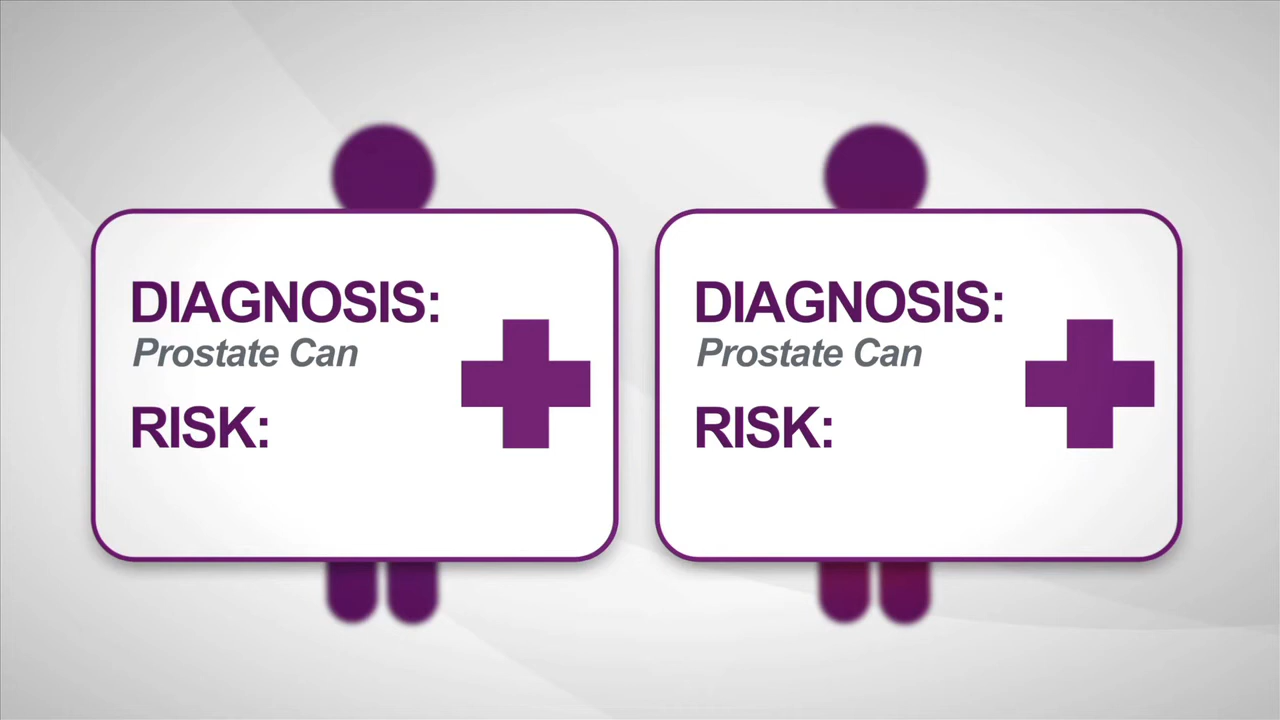 DIAGNOSIS:
Prostate Can
RISK:
DIAGNOSIS:
Prostate Can
RISK: